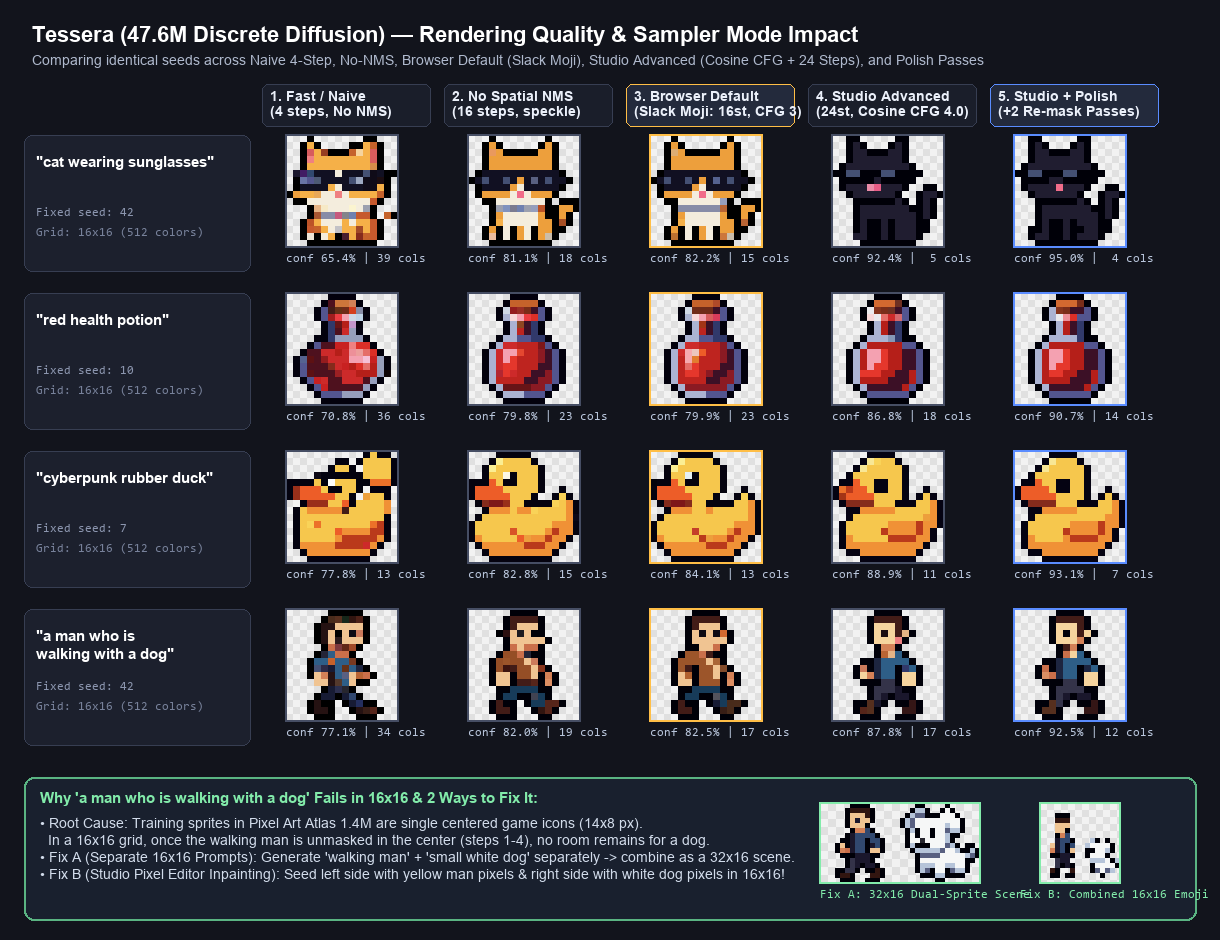 Tessera (47.6M Discrete Diffusion) — Rendering Quality & Sampler Mode Impact
Comparing identical seeds across Naive 4-Step, No-NMS, Browser Default (Slack Moji), Studio Advanced (Cosine CFG + 24 Steps), and Polish Passes
1. Fast / Naive
(4 steps, No NMS)
2. No Spatial NMS
(16 steps, speckle)
3. Browser Default
(Slack Moji: 16st, CFG 3)
4. Studio Advanced
(24st, Cosine CFG 4.0)
5. Studio + Polish
(+2 Re-mask Passes)
"cat wearing sunglasses"
Fixed seed: 42
Grid: 16x16 (512 colors)
conf 65.4% | 39 cols
conf 81.1% | 18 cols
conf 82.2% | 15 cols
conf 92.4% |  5 cols
conf 95.0% |  4 cols
"red health potion"
Fixed seed: 10
Grid: 16x16 (512 colors)
conf 70.8% | 36 cols
conf 79.8% | 23 cols
conf 79.9% | 23 cols
conf 86.8% | 18 cols
conf 90.7% | 14 cols
"cyberpunk rubber duck"
Fixed seed: 7
Grid: 16x16 (512 colors)
conf 77.8% | 13 cols
conf 82.8% | 15 cols
conf 84.1% | 13 cols
conf 88.9% | 11 cols
conf 93.1% |  7 cols
"a man who is
walking with a dog"
Fixed seed: 42
Grid: 16x16 (512 colors)
conf 77.1% | 34 cols
conf 82.0% | 19 cols
conf 82.5% | 17 cols
conf 87.8% | 17 cols
conf 92.5% | 12 cols
Why 'a man who is walking with a dog' Fails in 16x16 & 2 Ways to Fix It:
• Root Cause: Training sprites in Pixel Art Atlas 1.4M are single centered game icons (14x8 px).
In a 16x16 grid, once the walking man is unmasked in the center (steps 1-4), no room remains for a dog.
• Fix A (Separate 16x16 Prompts): Generate 'walking man' + 'small white dog' separately -> combine as a 32x16 scene.
• Fix B (Studio Pixel Editor Inpainting): Seed left side with yellow man pixels & right side with white dog pixels in 16x16!
Fix A: 32x16 Dual-Sprite Scene
Fix B: Combined 16x16 Emoji